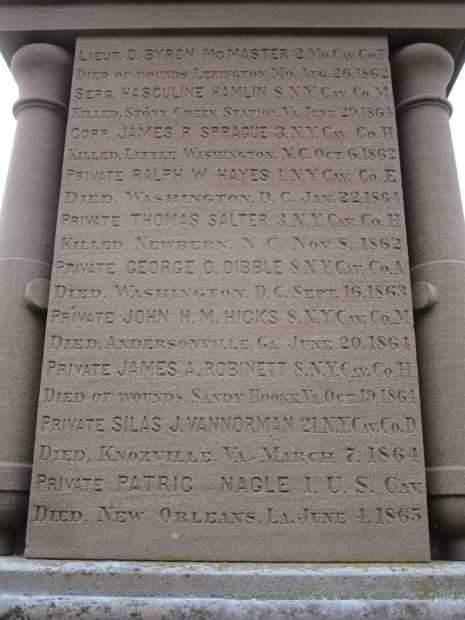 LIEUT. D. BYRON McMASTER 2. MO. CAV. CO. F
DIED OF WOUNDS, LEXINGTON, MO. AUG. 26, 1862
SERG. HASCULINE HAMLIN 8. N.Y. CAV. CO. M
KILLED, STONY CREEK STATION, VA. JUNE 29, 1864
CORP. JAMES R. SPRAGUE 3. N.Y. CAV. CO. H
KILLED, LITTLE WASHINGTON, N.C. OCT. 6, 1862
PRIVATE RALPH W. HAYES 1. N.Y. CAV. CO. E
DIED, WASHINGTON, D.C. JAN. 22, 1864
PRIVATE THOMAS SALTER 3. N.Y. CAV. CO. H
KILLED, NEWBERN, N.C. NOV. 8, 1862
PRIVATE GEORGE O. DIBBLE 8. N.Y. CAV. CO. A
DIED, WASHINGTON, D.C. SEPT. 16, 1863
PRIVATE JOHN H. M. HICKS 8. N.Y. CAV. CO. M
DIED, ANDERSONVILLE, GA. JUNE 20, 1864
PRIVATE JAMES A. ROBINETT 8. N.Y. CAV. CO. H
DIED OF WOUNDS, SANDY HOOKE, VA. OCT. 19, 1864
PRIVATE SILAS J. VANNORMAN 21. N.Y. CAV. CO. D
DIED, KNOXVILLE, VA. MARCH 7, 1864
PRIVATE PATRIC NAGLE 1. U.S. CAV.
DIED, NEW ORLEANS, LA. JUNE 4, 1865